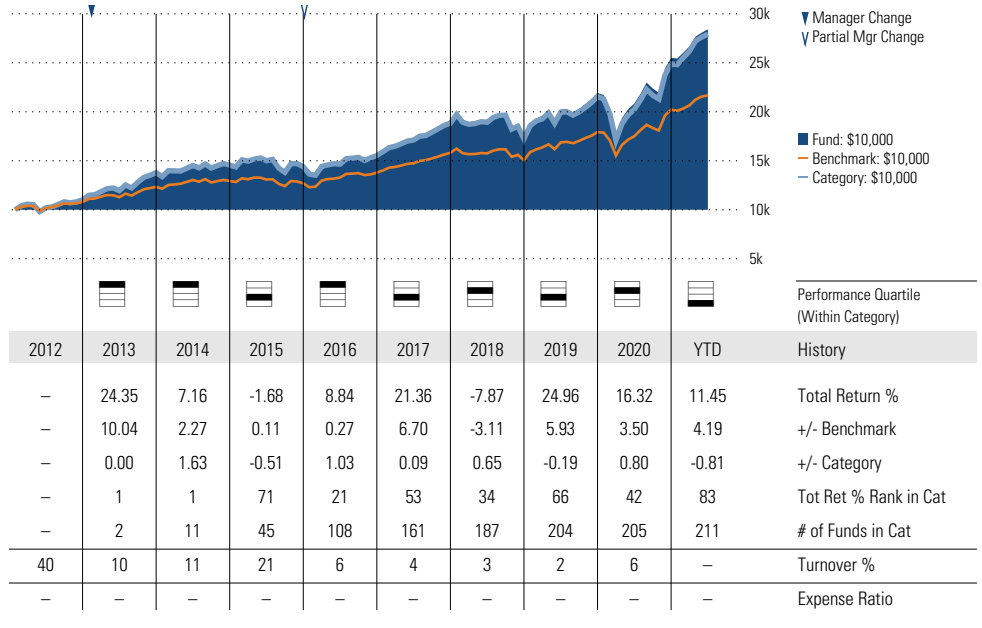 30k
25k
20k
15k
10k
5k
Manager Change
Partial Mgr Change
Fund: $10,000
Benchmark: $10,000
Category: $10,000
Performance Quartile
(Within Category)
2012 2013 2014 2015 2016 2017 2018 2019 2020 YTD History
– 24.35 7.16 -1.68 8.84 21.36 -7.87 24.96 16.32 11.45 Total Return %
– 10.04 2.27 0.11 0.27 6.70 -3.11 5.93 3.50 4.19 +/- Benchmark
– 0.00 1.63 -0.51 1.03 0.09 0.65 -0.19 0.80 -0.81 +/- Category
– 1 1 71 21 53 34 66 42 83 Tot Ret % Rank in Cat
– 2 11 45 108 161 187 204 205 211 # of Funds in Cat
40 10 11 21 6 4 3 2 6 – Turnover %
– – – – – – – – – – Expense Ratio